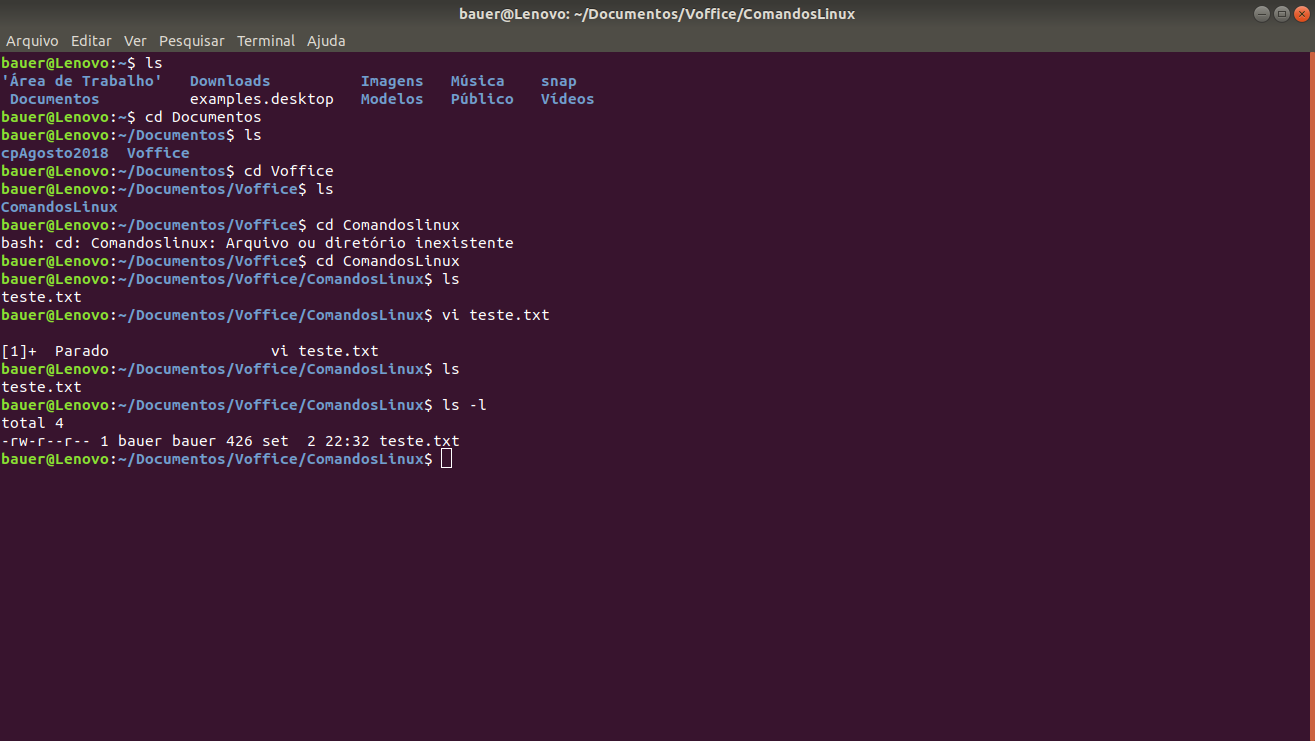 bauer@Lenovo: ~/Documentos/Voffice/ComandosLinux
Arquivo Editar Ver Pesquisar Terminal Ajuda
bauer@Lenovo:~$ ls
'Área de Trabalho'   Downloads          Imagens   Música    snap
 Documentos          examples.desktop   Modelos   Público   Vídeos
bauer@Lenovo:~$ cd Documentos
bauer@Lenovo:~/Documentos$ ls
cpAgosto2018  Voffice
bauer@Lenovo:~/Documentos$ cd Voffice
bauer@Lenovo:~/Documentos/Voffice$ ls
ComandosLinux
bauer@Lenovo:~/Documentos/Voffice$ cd Comandoslinux
bash: cd: Comandoslinux: Arquivo ou diretório inexistente
bauer@Lenovo:~/Documentos/Voffice$ cd ComandosLinux
bauer@Lenovo:~/Documentos/Voffice/ComandosLinux$ ls
teste.txt
bauer@Lenovo:~/Documentos/Voffice/ComandosLinux$ vi teste.txt
[1]+  Parado                  vi teste.txt
bauer@Lenovo:~/Documentos/Voffice/ComandosLinux$ ls
teste.txt
bauer@Lenovo:~/Documentos/Voffice/ComandosLinux$ ls -l
total 4
-rw-r--r-- 1 bauer bauer 426 set  2 22:32 teste.txt
bauer@Lenovo:~/Documentos/Voffice/ComandosLinux$